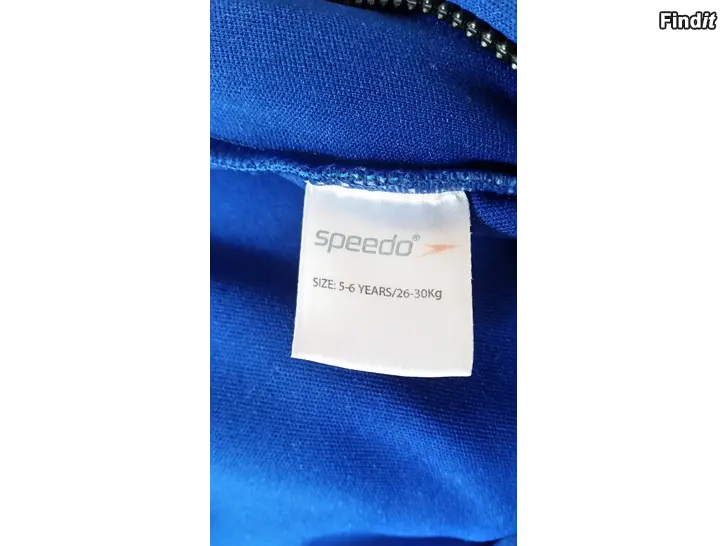 Findit
speedo®
SIZE: 5-6 YEARS/26-30Kg